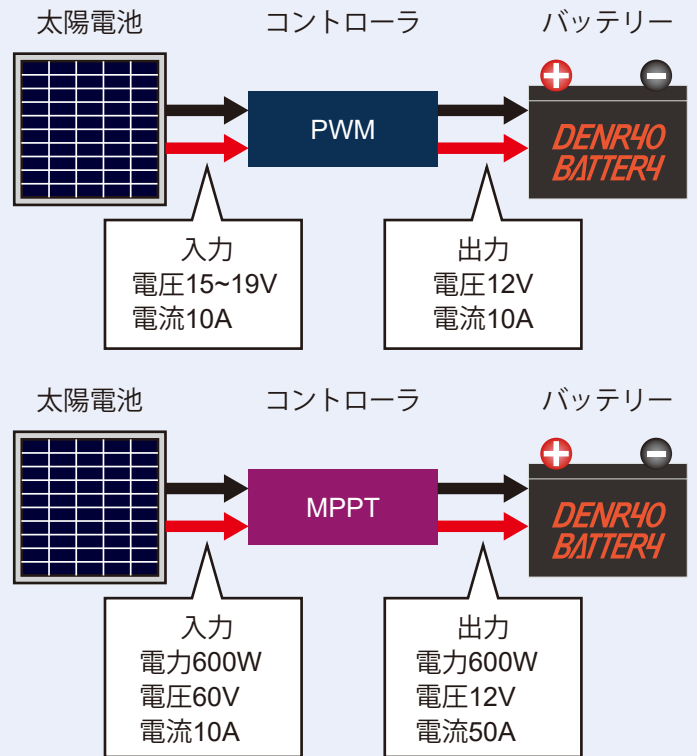 太陽電池 コントローラ バッテリー
PWM
DENRYO
BATTERY
入力
電圧15~19V
電流10A
出力
電圧12V
電流10A
太陽電池 コントローラ バッテリー
MPPT
DENRYO
BATTERY
入力
電力600W
電圧60V
電流10A
出力
電力600W
電圧12V
電流50A